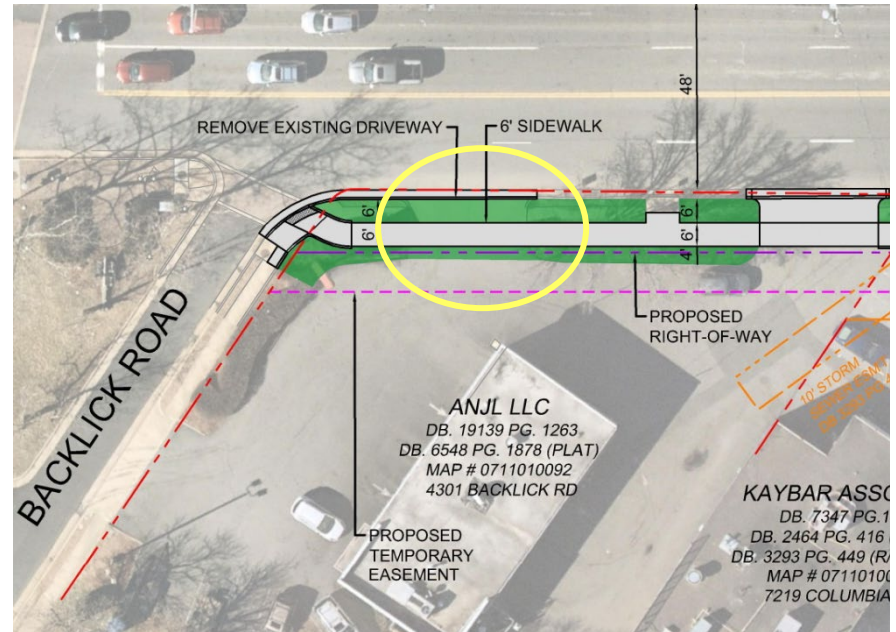 48'
REMOVE EXISTING DRIVEWAY
6' SIDEWALK
6'
6'
6'
6'
4'
PROPOSED
RIGHT-OF-WAY
BACKLICK ROAD
10' STORM
ANJL LLC
DB. 19139 PG. 1263
DB. 6548 PG. 1878 (PLAT)
MAP # 0711010092
4301 BACKLICK RD
PROPOSED
TEMPORARY
EASEMENT
KAYBAR ASSO
DB. 7347 PG.1
DB. 2464 PG. 416
DB. 3293 PG. 449 (R/
MAP # 07110100
7219 COLUMBIA